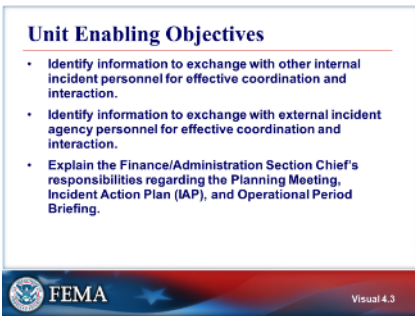 Unit Enabling Objectives
• Identify information to exchange with other internal
incident personnel for effective coordination and
interaction.
• Identify information to exchange with external incident
agency personnel for effective coordination and
interaction.
• Explain the Finance/Administration Section Chief's
responsibilities regarding the Planning Meeting,
Incident Action Plan (IAP), and Operational Period
Briefing.
FEMA
Visual 4.3